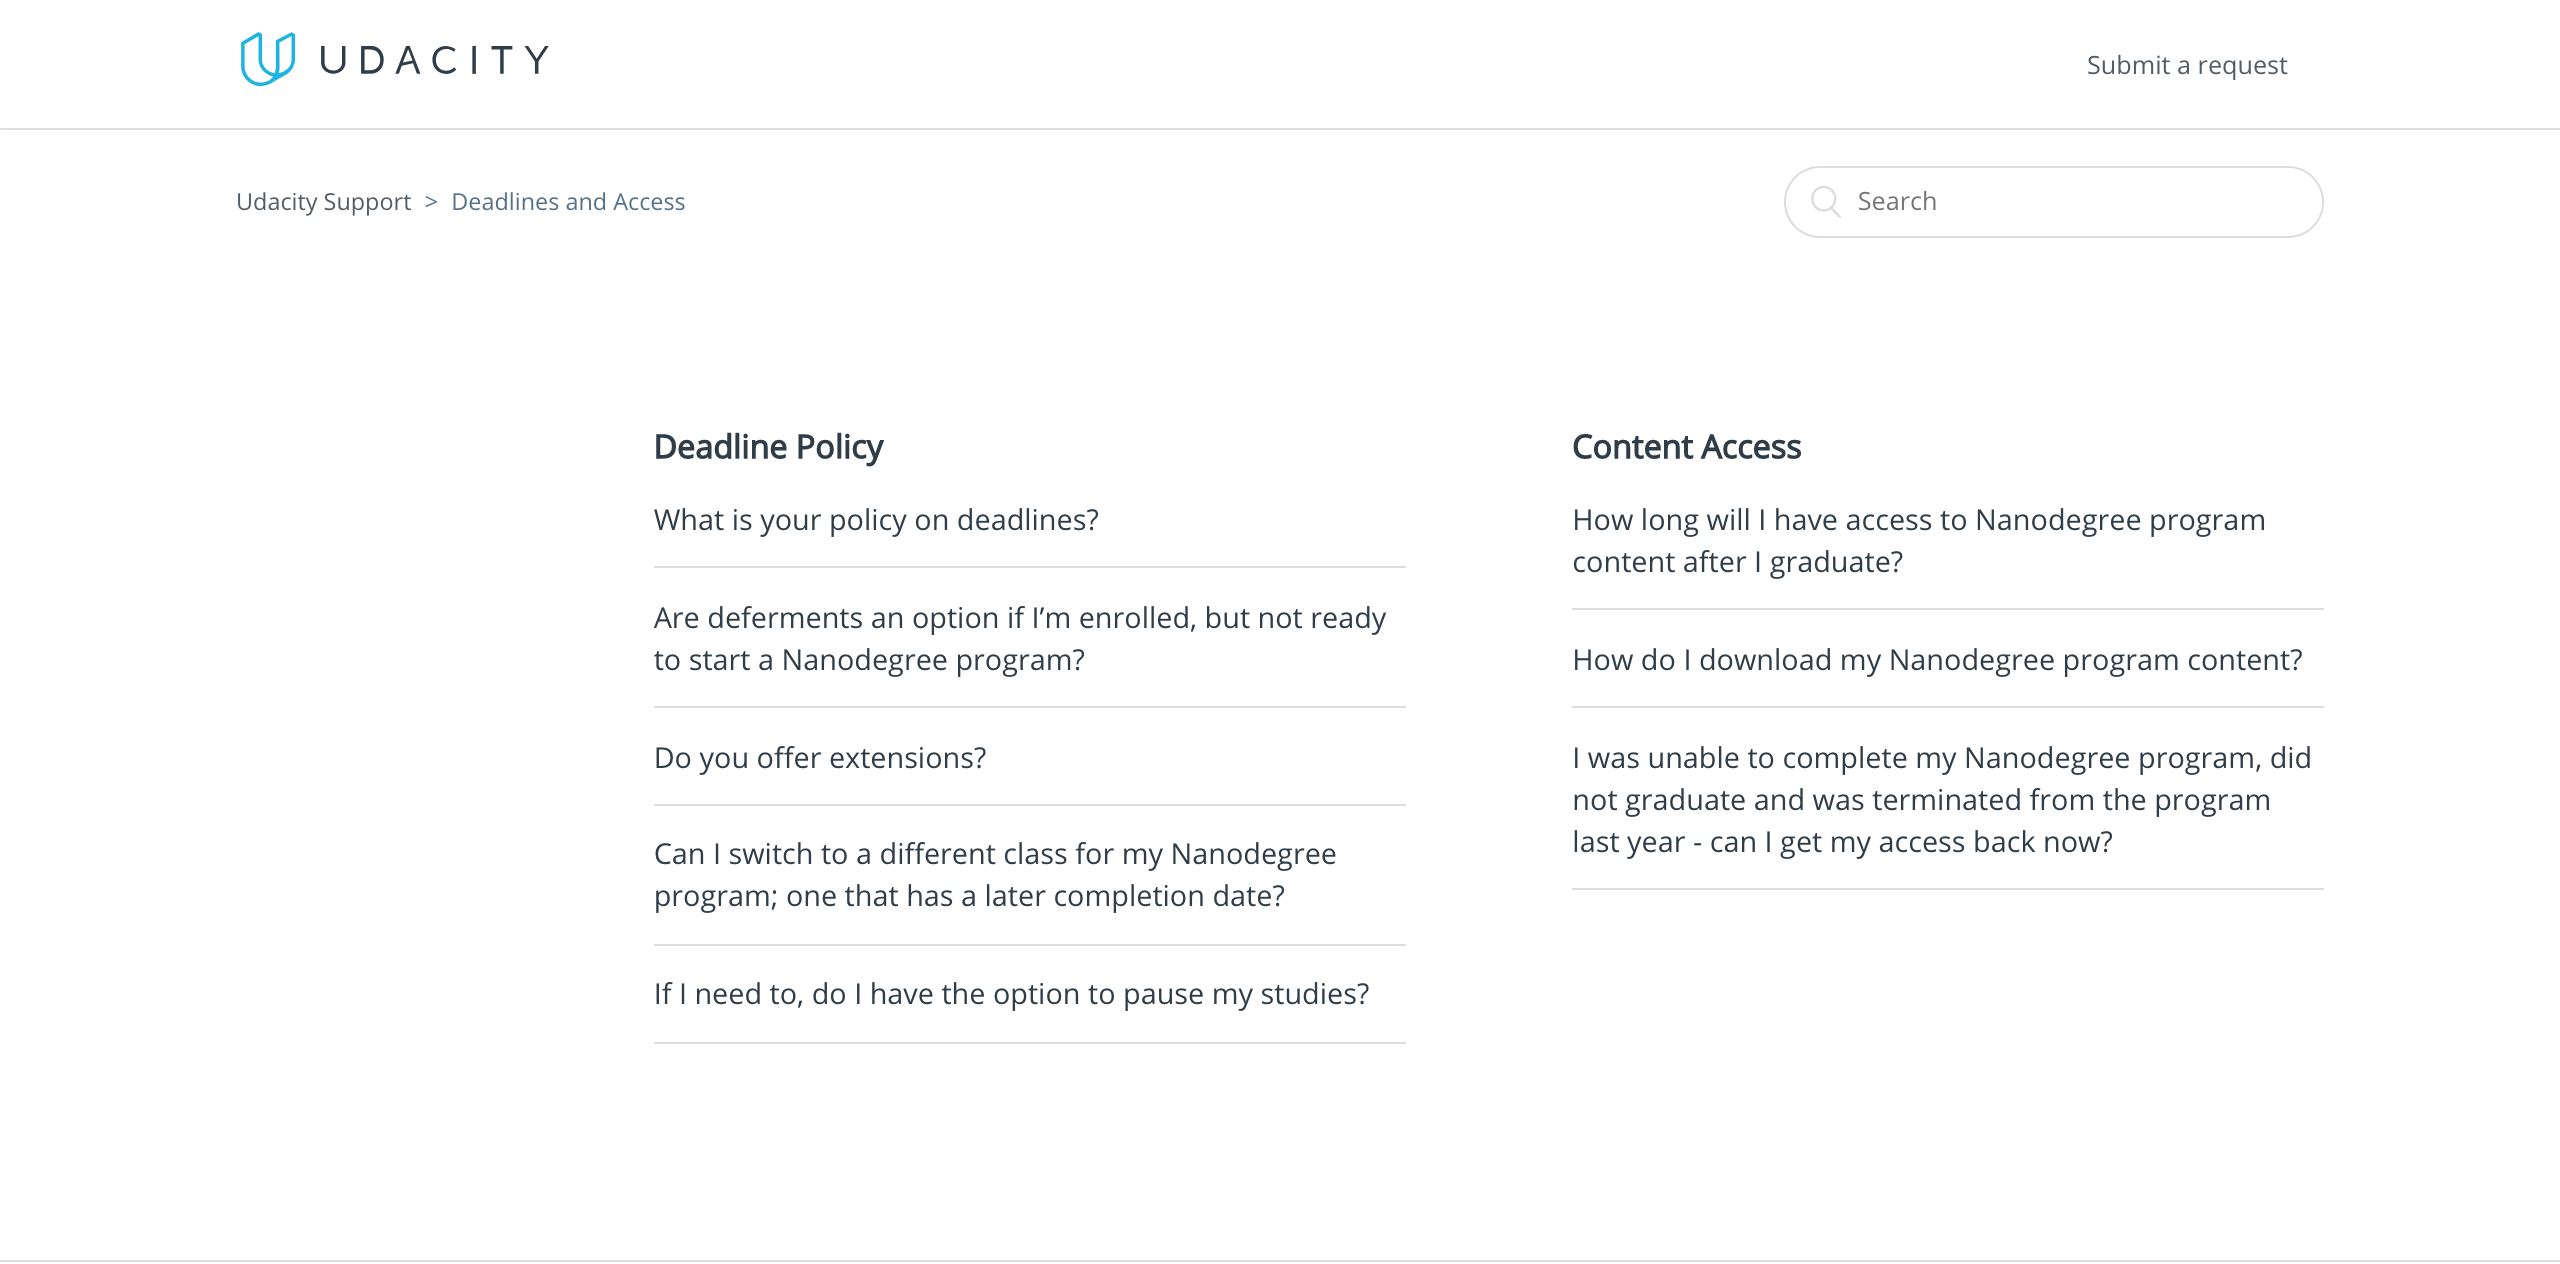 UDACITY
Submit a request
Udacity Support > Deadlines and Access
Search
Deadline Policy
What is your policy on deadlines?
Are deferments an option if I’m enrolled, but not ready
to start a Nanodegree program?
Do you offer extensions?
Can I switch to a different class for my Nanodegree
program; one that has a later completion date?
If I need to, do I have the option to pause my studies?
Content Access
How long will I have access to Nanodegree program
content after I graduate?
How do I download my Nanodegree program content?
I was unable to complete my Nanodegree program, did
not graduate and was terminated from the program
last year - can I get my access back now?